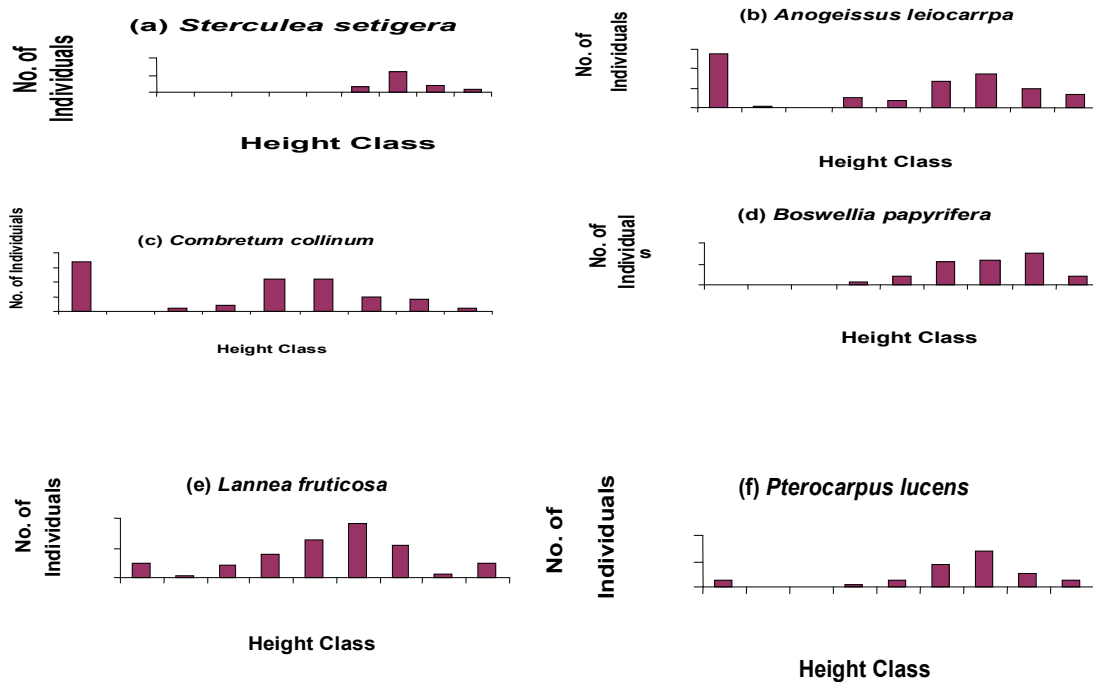 (a) Sterculea setigera
No. of
Individuals
Height Class
(b) Anogeissus leiocarrpa
No. of
Individuals
Height Class
(c) Combretum collinum
No. of Individuials
Height Class
(d) Boswellia papyrifera
No. of
Individual
s
Height Class
(e) Lannea fruticosa
No. of
Individuals
Height Class
(f) Pterocarpus lucens
No. of
Individuals
Height Class